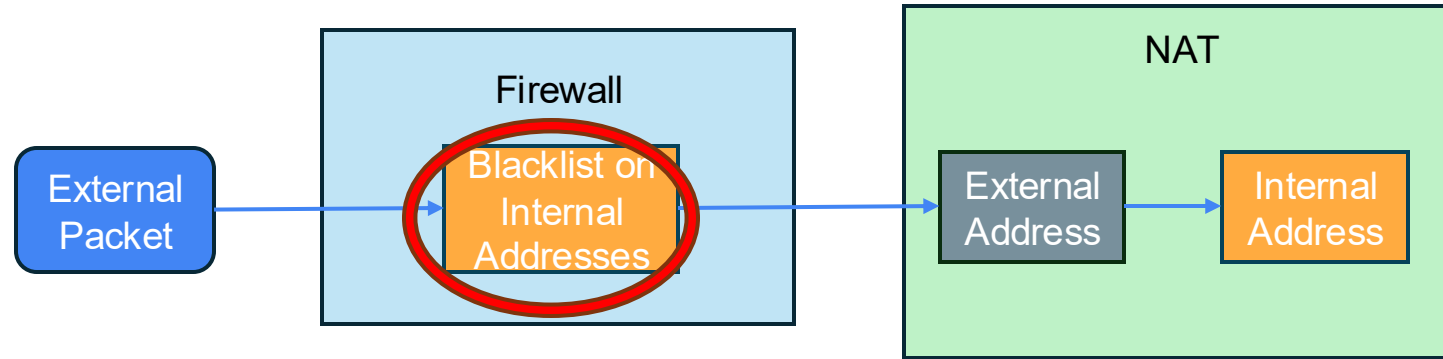 External
Packet
Firewall
Blacklist on
Internal
Addresses
NAT
External
Address
Internal
Address